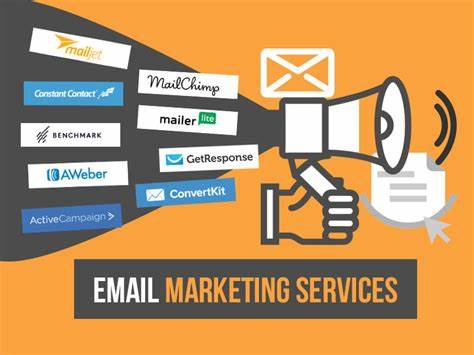 mailjet
Constant Contact
BENCHMARK
AWeber
ActiveCampaign
MailChimp
mailer lite
GetResponse
ConvertKit
EMAIL MARKETING SERVICES